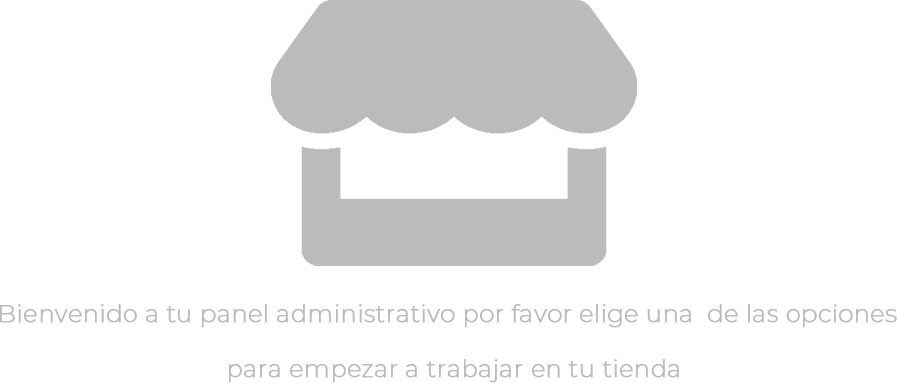 Bienvenido a tu panel administrativo por favor elige una  de las opciones
para empezar a trabajar en tu tienda